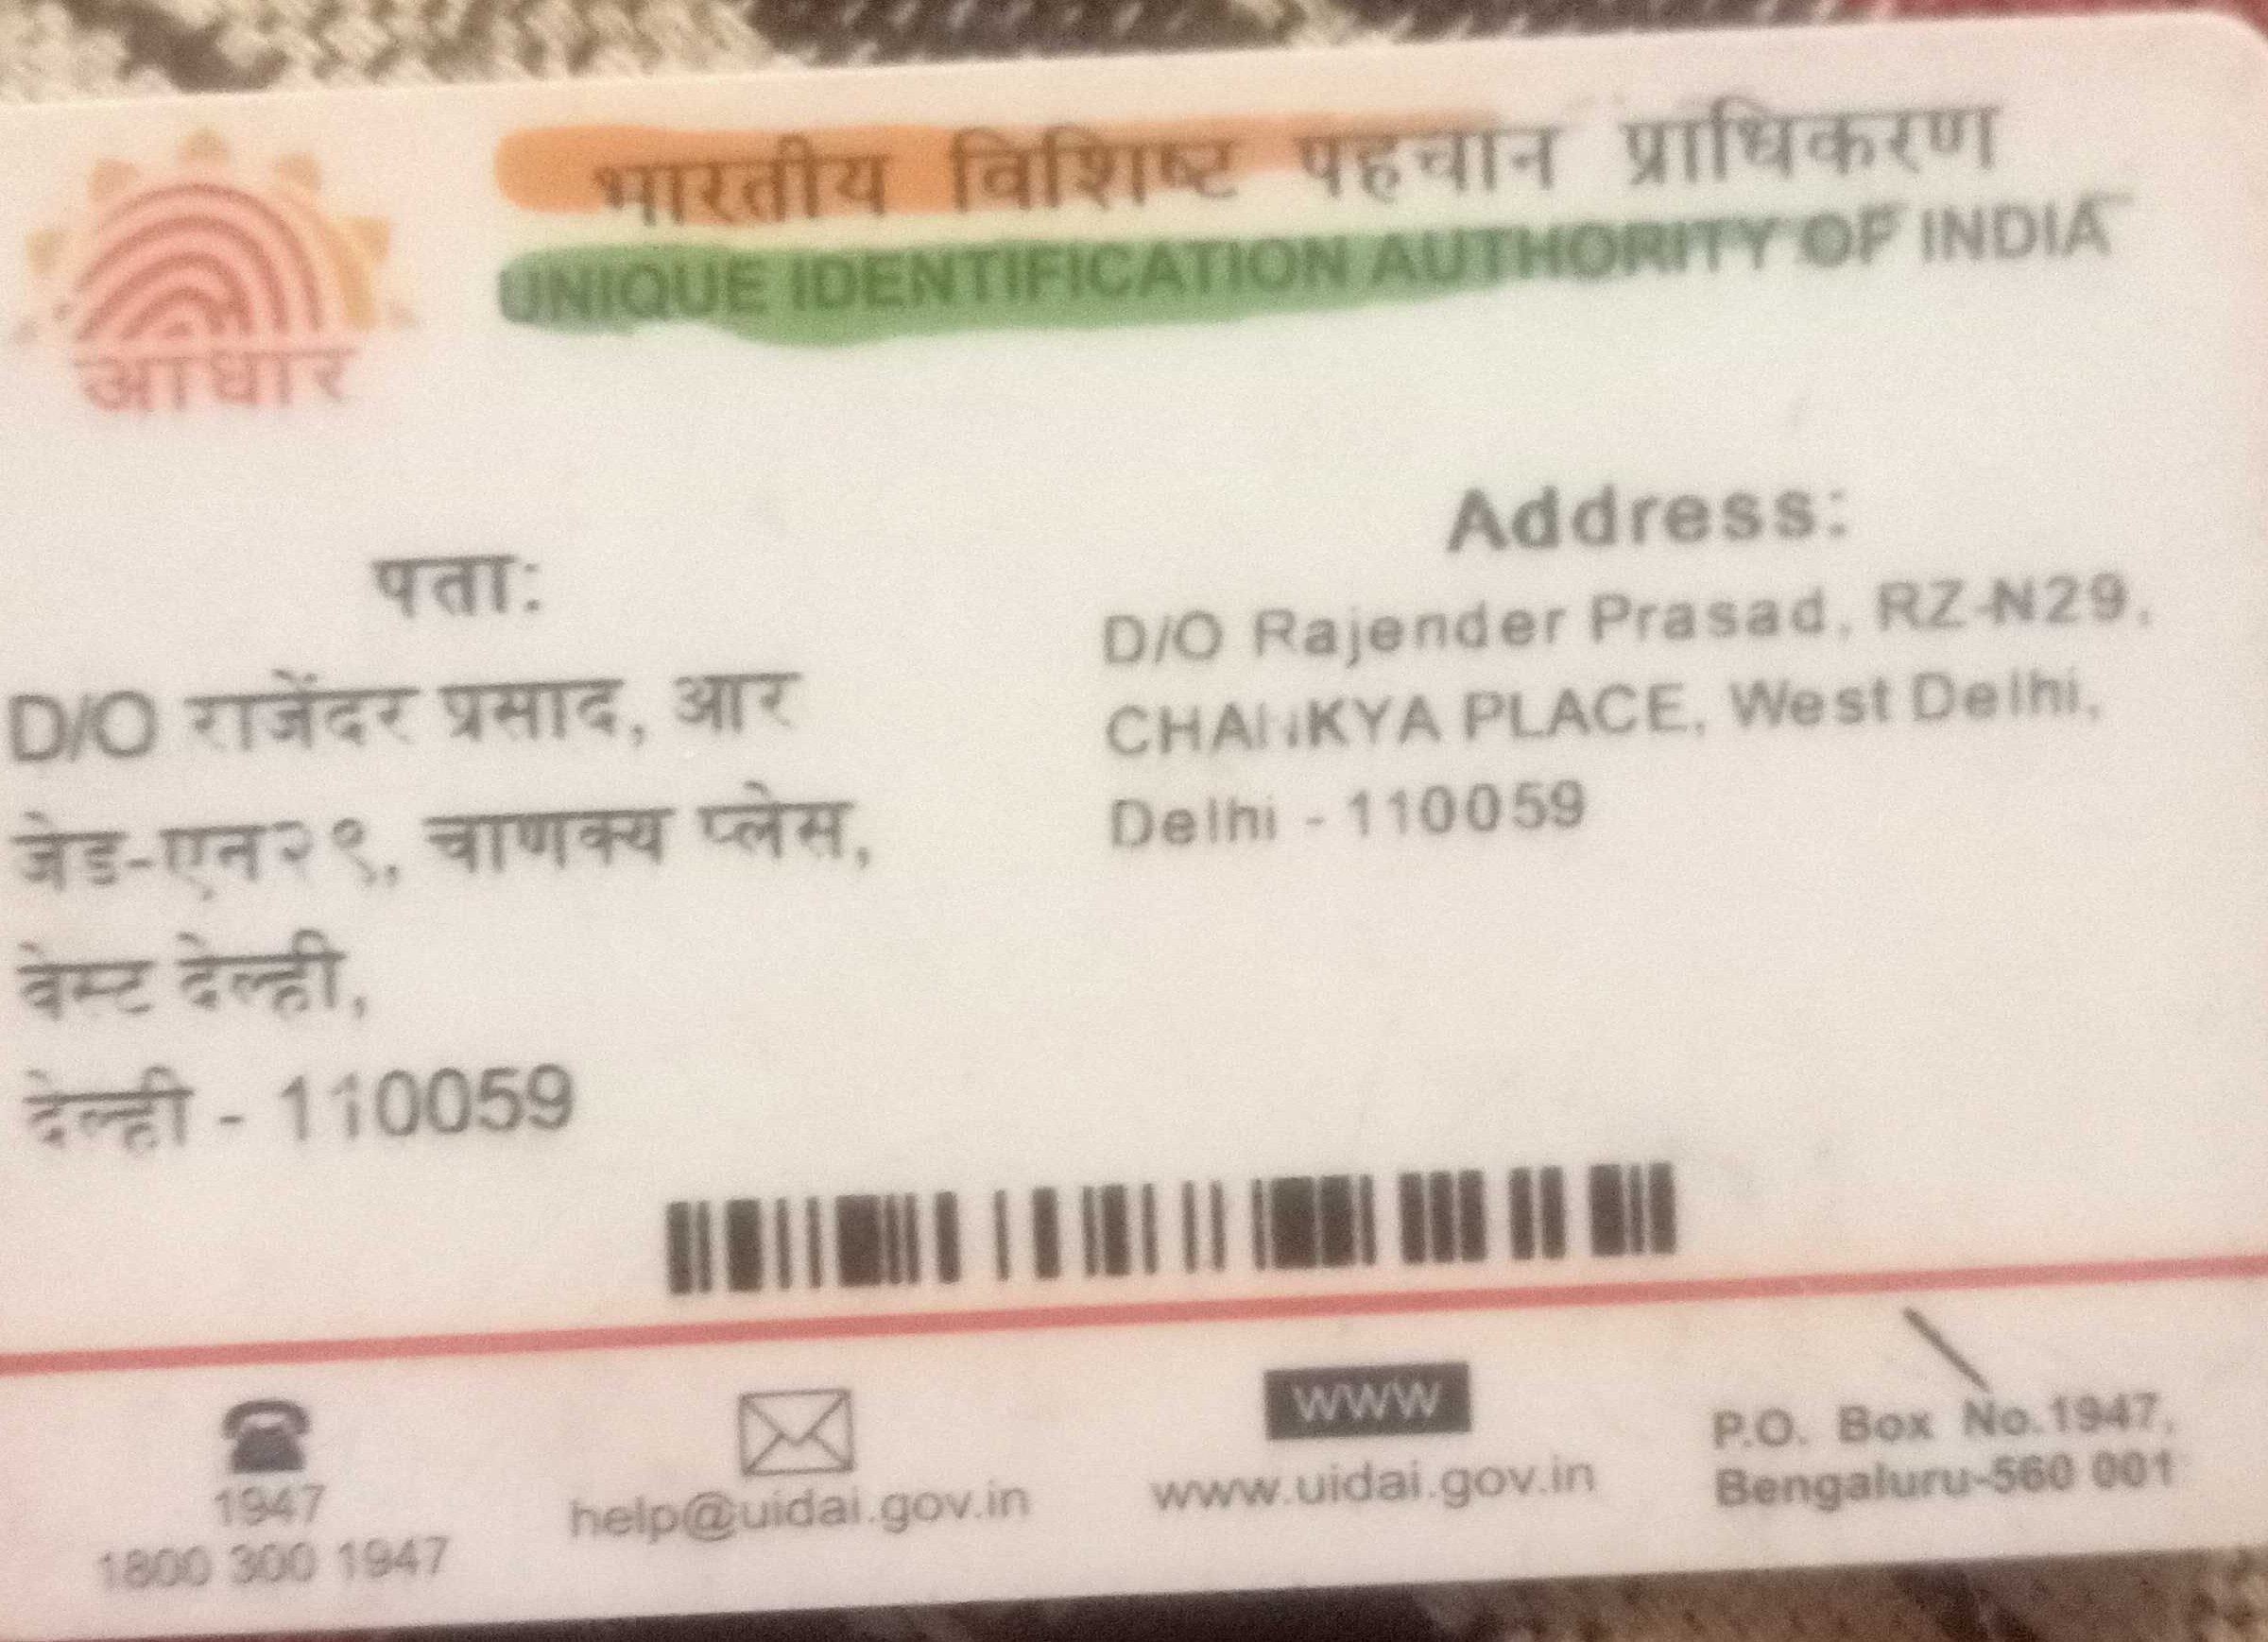 भारतीय विशिष्ट पहचान प्राधिकरण
UNIQUE IDENTIFICATION AUTHORITY OF INDIA
आधार
पता:
D/O राजेंदर प्रसाद, आर
जेड-एन२९, चाणक्य प्लेस,
वेस्ट देल्ही,
देल्ही - 110059
Address:
D/O Rajender Prasad, RZ-N29,
CHANKYA PLACE, West Delhi,
Delhi - 110059
1947
1800 300 1947
help@uidai.gov.in
WWW
www.uidai.gov.in
P.O. Box No.1947,
Bengaluru-560 001